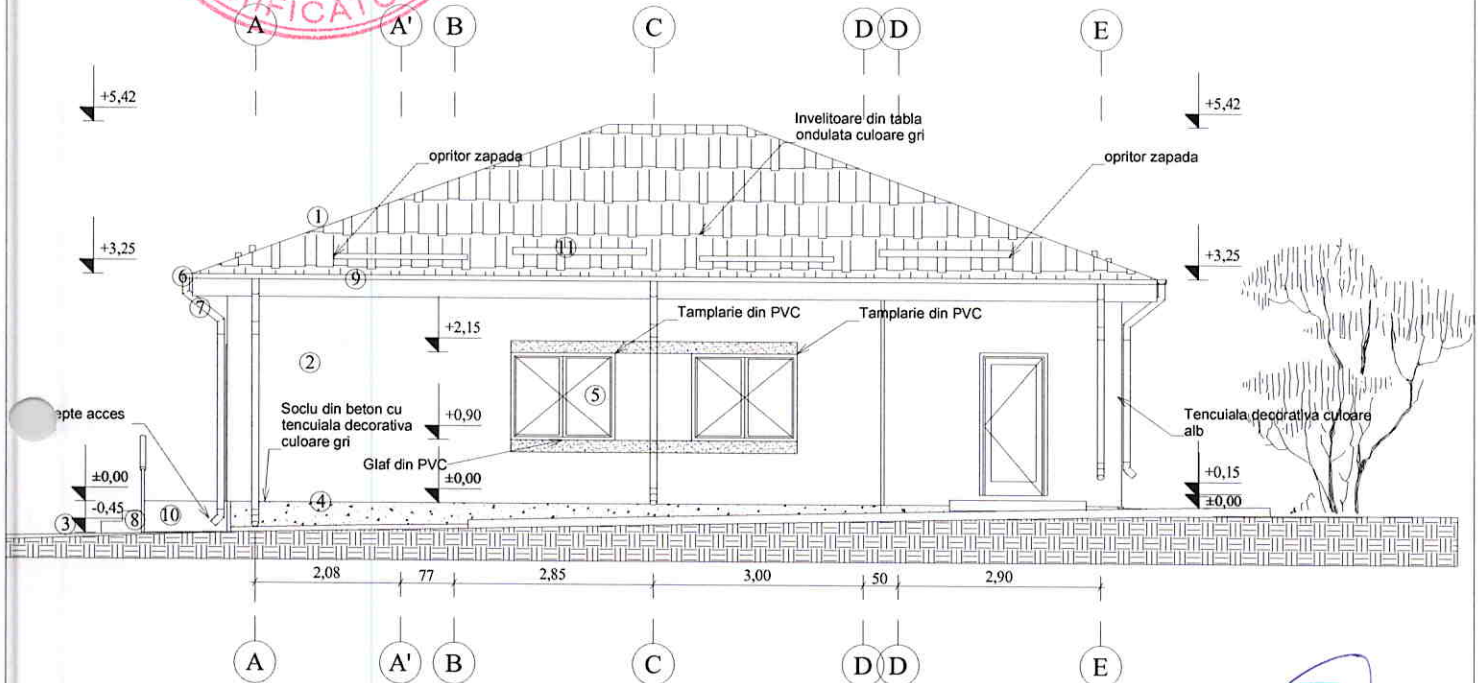 A A' B C D D E
+5,42
+5,42
Invelitoare din tabla
ondulata culoare gri
opritor zapada
opritor zapada
1
+3,25
+3,25
11
6
9
7
Tamplarie din PVC
Tamplarie din PVC
+2,15
2
5
epte acces
Soclu din beton cu
tencuiala decorativa
culoare gri
+0,90
Tencuiala decorativa culoare
alb
Glaf din PVC
±0,00
±0,00
+0,15
±0,00
-0,45
4
3
8
10
2,08 77 2,85 3,00 50 2,90
A A' B C D D E